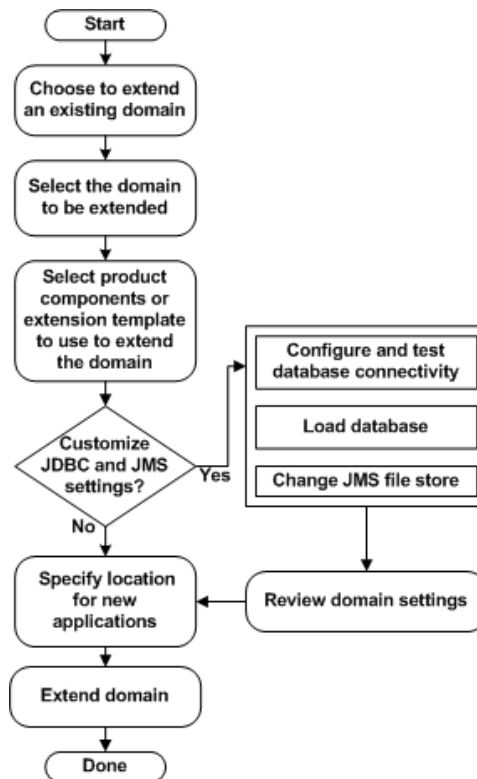 Start
Choose to extend
an existing domain
Select the domain
to be extended
Select product
components or
extension template
to use to extend
the domain
Customize
JDBC and JMS
settings?
Yes
No
Configure and test
database connectivity
Load database
Change JMS file store
Review domain settings
Specify location
for new
applications
Extend domain
Done